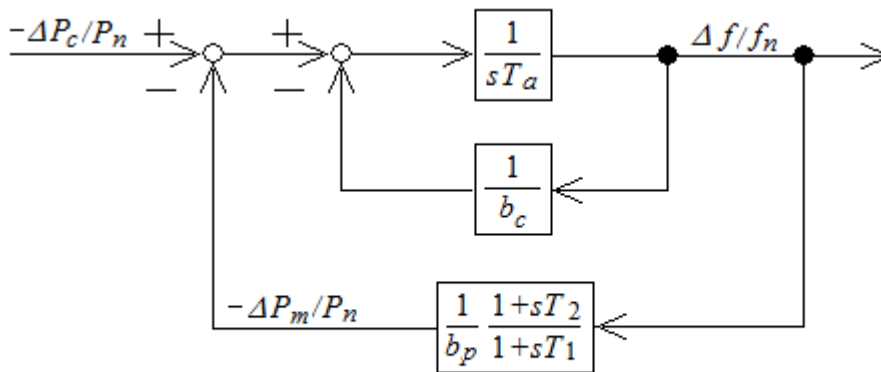 −ΔP_c/P_n + −
+ −
1
sT_a
Δf/f_n
1
b_c
−ΔP_m/P_n
1 1+sT_2
b_p 1+sT_1